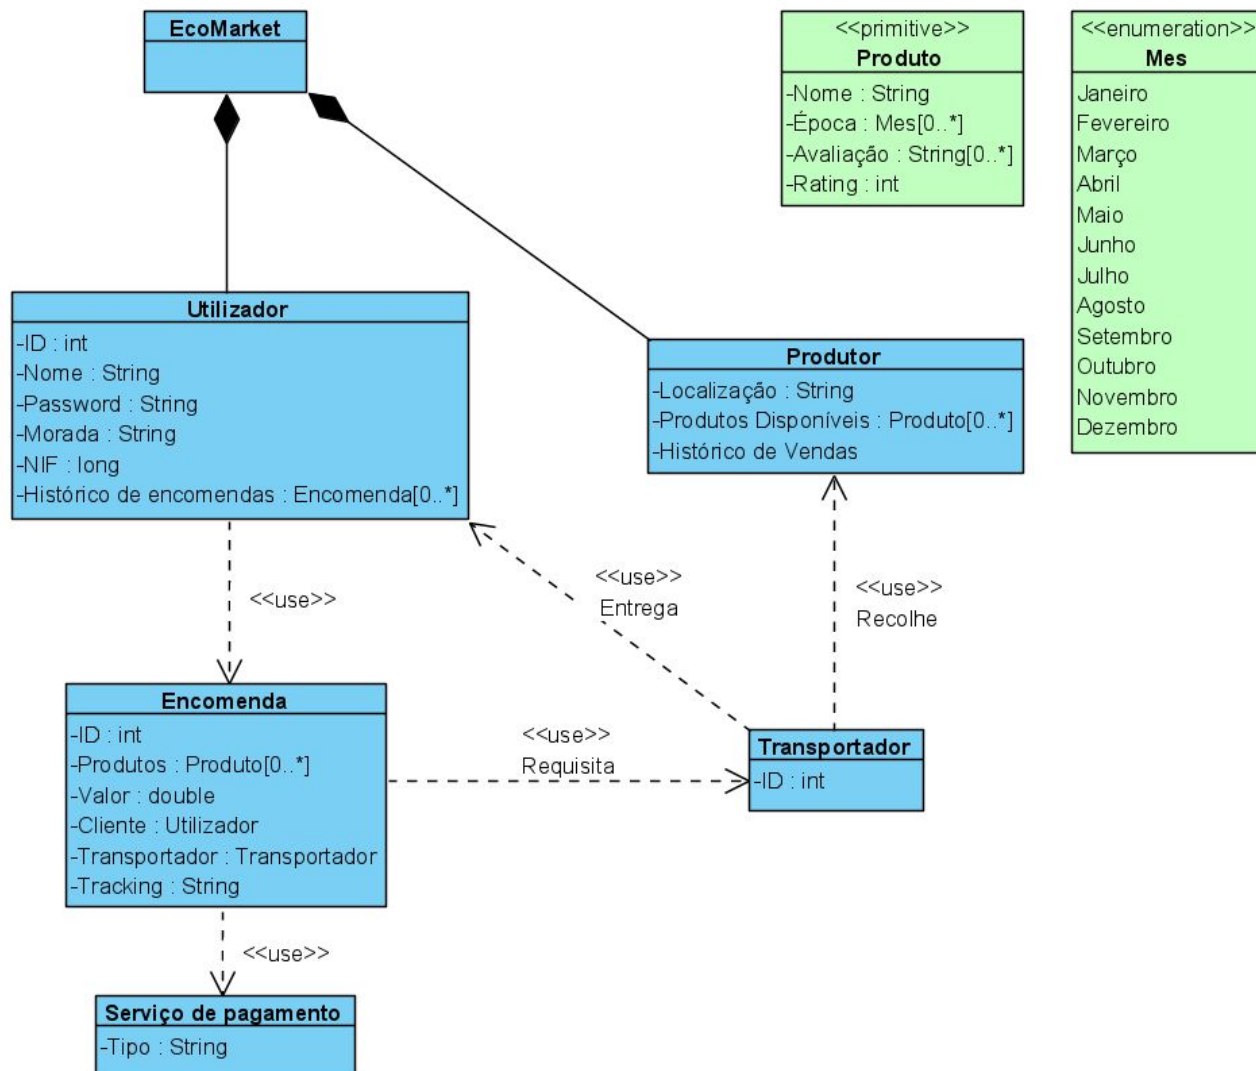 EcoMarket
<<primitive>>
Produto
-Nome : String
-Época : Mes[0..*]
-Avaliação : String[0..*]
-Rating : int
<<enumeration>>
Mes
Janeiro
Fevereiro
Março
Abril
Maio
Junho
Julho
Agosto
Setembro
Outubro
Novembro
Dezembro
Utilizador
-ID : int
-Nome : String
-Password : String
-Morada : String
-NIF : long
-Histórico de encomendas : Encomenda[0..*]
Produtor
-Localização : String
-Produtos Disponíveis : Produto[0..*]
-Histórico de Vendas
<<use>>
<<use>>
Entrega
<<use>>
Recolhe
Encomenda
-ID : int
-Produtos : Produto[0..*]
-Valor : double
-Cliente : Utilizador
-Transportador : Transportador
-Tracking : String
<<use>>
Requisita
Transportador
-ID : int
<<use>>
Serviço de pagamento
-Tipo : String